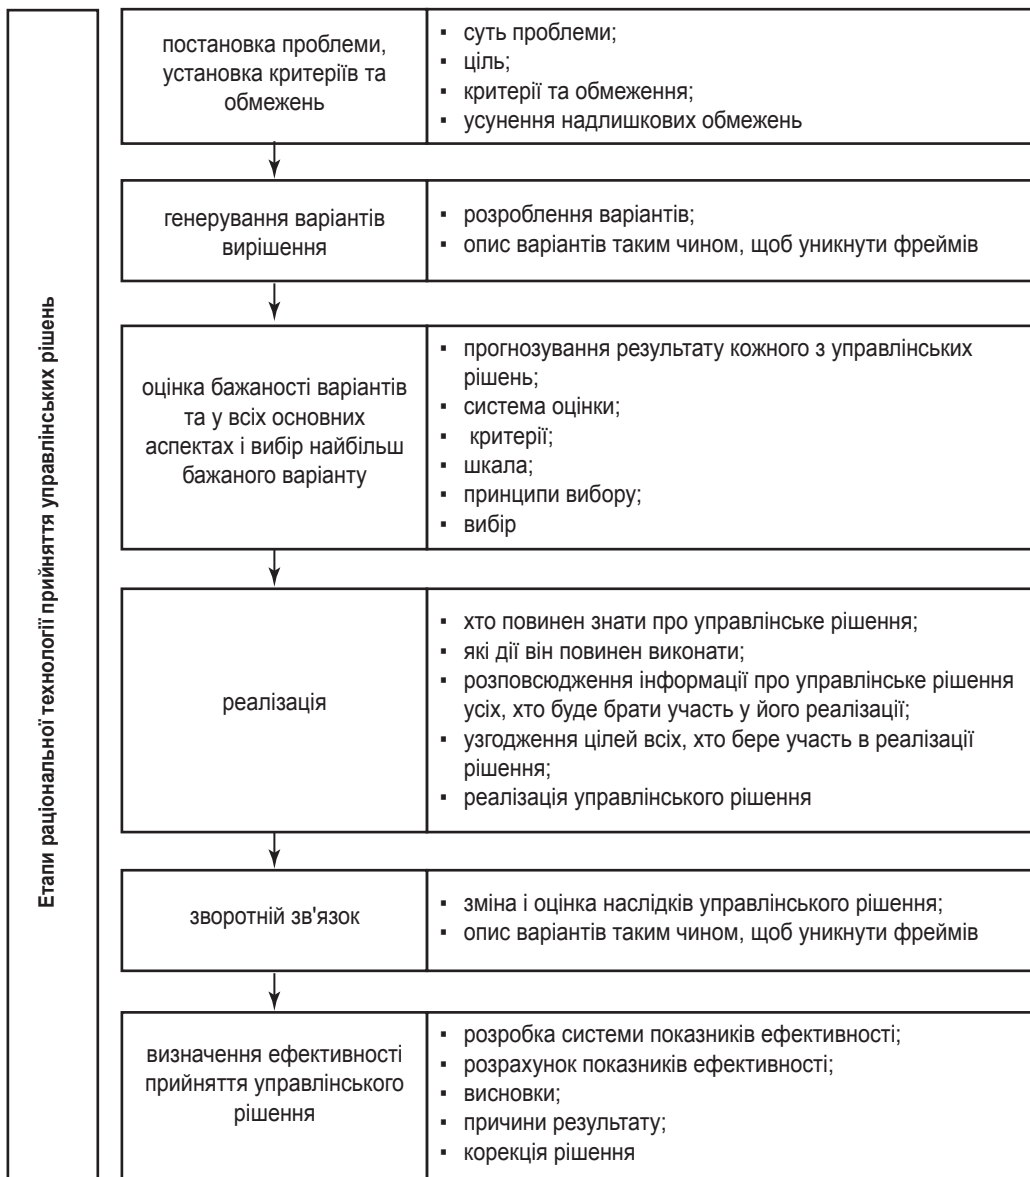 Етапи раціональної технології прийняття управлінських рішень
постановка проблеми,
установка критеріїв та
обмежень
▪ суть проблеми;
▪ ціль;
▪ критерії та обмеження;
▪ усунення надлишкових обмежень
генерування варіантів
вирішення
▪ розроблення варіантів;
▪ опис варіантів таким чином, щоб уникнути фреймів
оцінка бажаності варіантів
та у всіх основних
аспектах і вибір найбільш
бажаного варіанту
▪ прогнозування результату кожного з управлінських
рішень;
▪ система оцінки;
▪ критерії;
▪ шкала;
▪ принципи вибору;
▪ вибір
реалізація
▪ хто повинен знати про управлінське рішення;
▪ які дії він повинен виконати;
▪ розповсюдження інформації про управлінське рішення
усіх, хто буде брати участь у його реалізації;
▪ узгодження цілей всіх, хто бере участь в реалізації
рішення;
▪ реалізація управлінського рішення
зворотній зв'язок
▪ зміна і оцінка наслідків управлінського рішення;
▪ опис варіантів таким чином, щоб уникнути фреймів
визначення ефективності
прийняття управлінського
рішення
▪ розробка системи показників ефективності;
▪ розрахунок показників ефективності;
▪ висновки;
▪ причини результату;
▪ корекція рішення